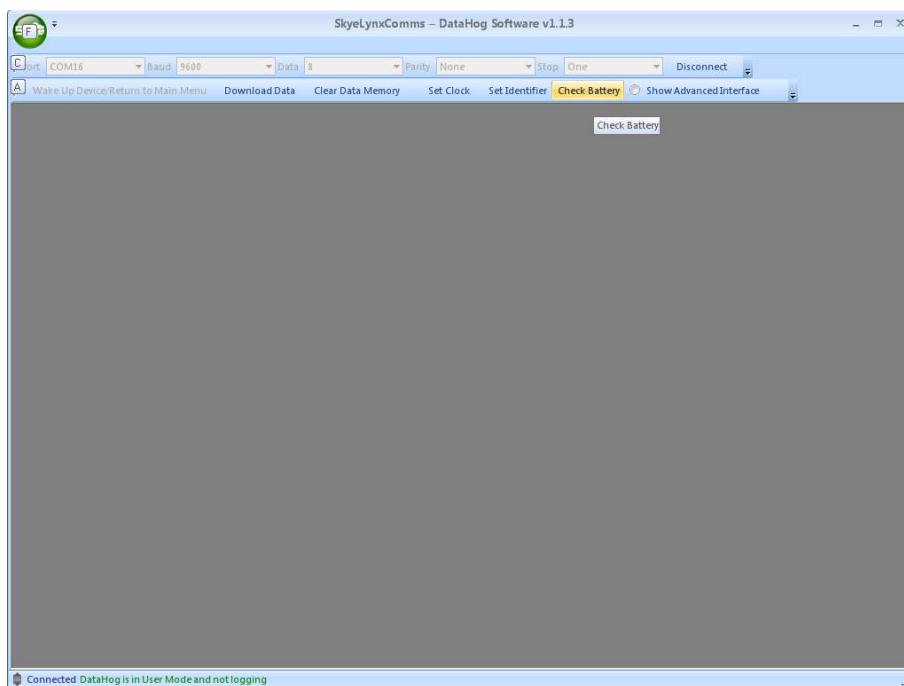 F
SkyeLynxComms – DataHog Software v1.1.3
C ort COM16 Baud 9600 Data 8 Parity None Stop One Disconnect
A Wake Up Device/Return to Main Menu Download Data Clear Data Memory Set Clock Set Identifier Check Battery Show Advanced Interface
Check Battery
Connected DataHog is in User Mode and not logging